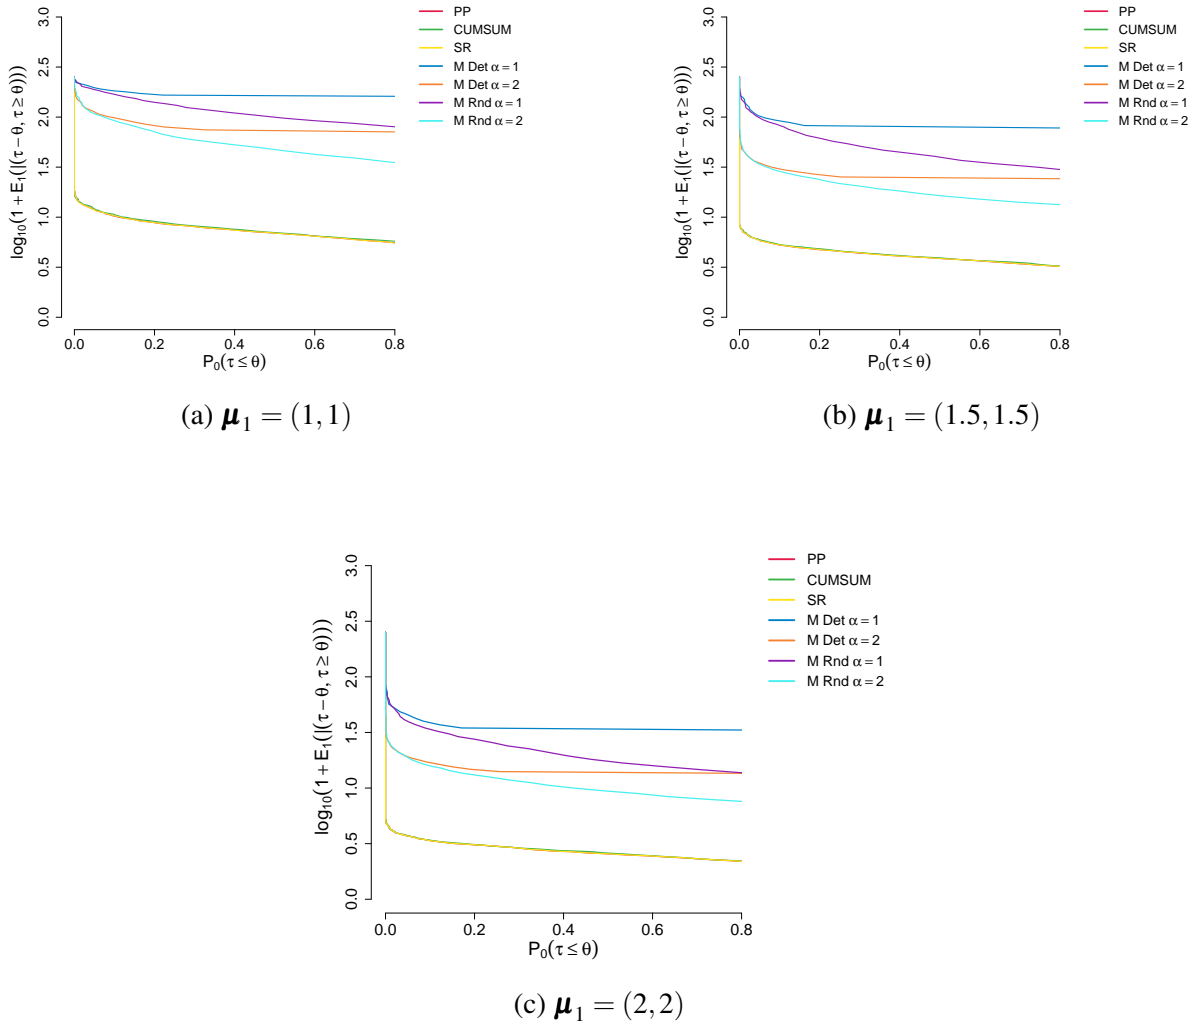 3.0
2.5
2.0
1.5
1.0
0.5
0.0
log₁₀(1 + E₁(|(τ − θ, τ ≥ θ))))
0.0 0.2 0.4 0.6 0.8
P₀(τ ≤ θ)
PP
CUMSUM
SR
M Det α = 1
M Det α = 2
M Rnd α = 1
M Rnd α = 2
(a) μ₁ = (1, 1)
3.0
2.5
2.0
1.5
1.0
0.5
0.0
log₁₀(1 + E₁(|(τ − θ, τ ≥ θ))))
0.0 0.2 0.4 0.6 0.8
P₀(τ ≤ θ)
PP
CUMSUM
SR
M Det α = 1
M Det α = 2
M Rnd α = 1
M Rnd α = 2
(b) μ₁ = (1.5, 1.5)
3.0
2.5
2.0
1.5
1.0
0.5
0.0
log₁₀(1 + E₁(|(τ − θ, τ ≥ θ))))
0.0 0.2 0.4 0.6 0.8
P₀(τ ≤ θ)
PP
CUMSUM
SR
M Det α = 1
M Det α = 2
M Rnd α = 1
M Rnd α = 2
(c) μ₁ = (2, 2)